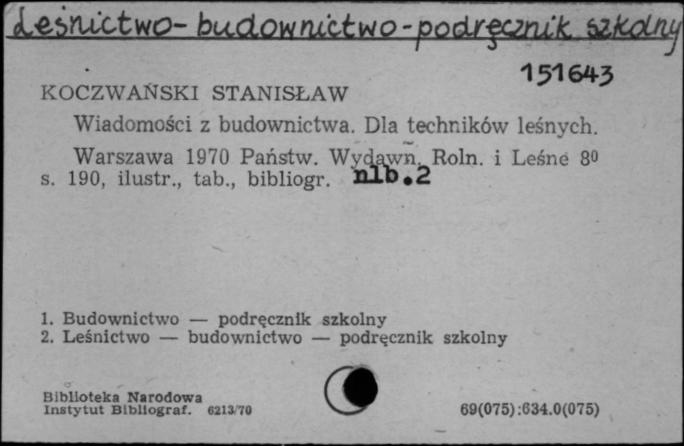 Leśnictwo - budownictwo - podręcznik szkolny
151643
KOCZWAŃSKI STANISŁAW
Wiadomości z budownictwa. Dla techników leśnych.
Warszawa 1970 Państw. Wydawn. Roln. i Leśne 8⁰
s. 190, ilustr., tab., bibliogr. nlb.2
1. Budownictwo — podręcznik szkolny
2. Leśnictwo — budownictwo — podręcznik szkolny
Biblioteka Narodowa
Instytut Bibliograf. 6213/70
69(075):634.0(075)